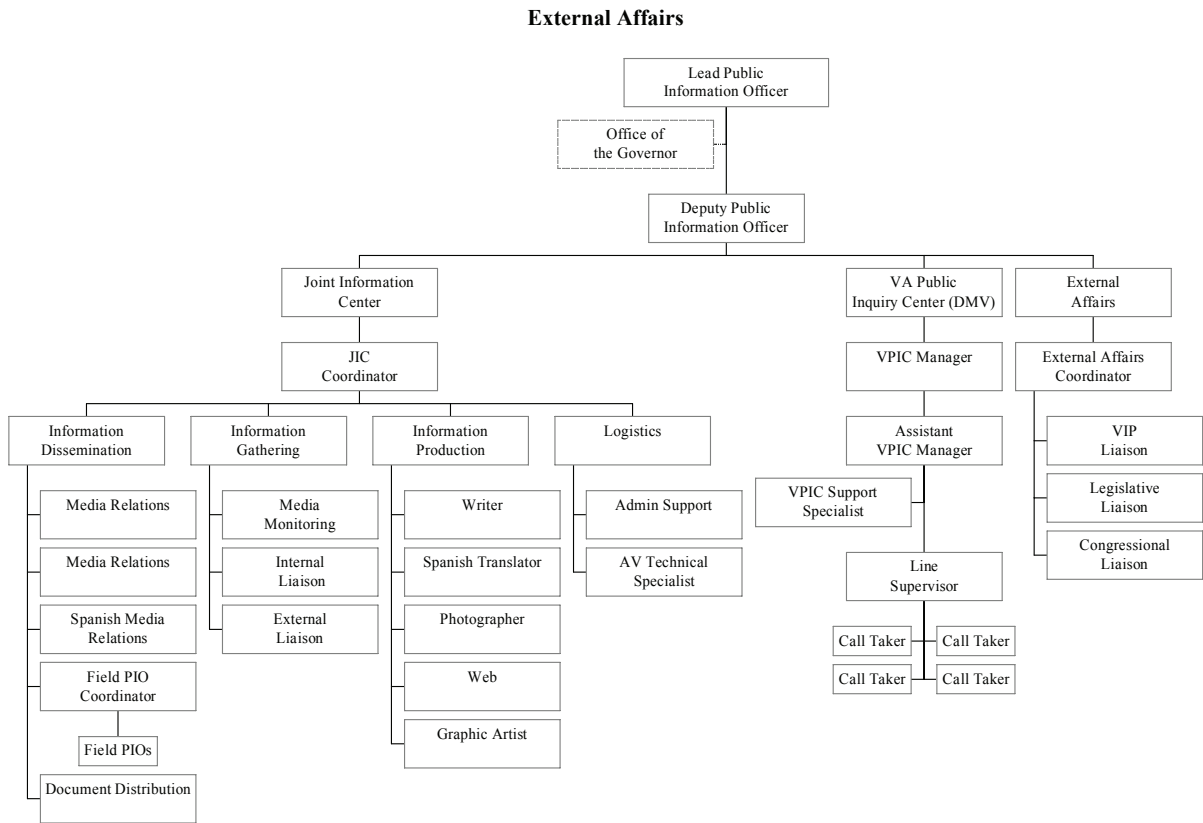 External Affairs
Lead Public
Information Officer
Office of
the Governor
Deputy Public
Information Officer
Joint Information
Center
VA Public
Inquiry Center (DMV)
External
Affairs
JIC
Coordinator
VPIC Manager
External Affairs
Coordinator
Information
Dissemination
Information
Gathering
Information
Production
Logistics
Assistant
VPIC Manager
VIP
Liaison
Media Relations
Media
Monitoring
Writer
Admin Support
VPIC Support
Specialist
Legislative
Liaison
Media Relations
Internal
Liaison
Spanish Translator
AV Technical
Specialist
Line
Supervisor
Congressional
Liaison
Spanish Media
Relations
External
Liaison
Photographer
Call Taker
Call Taker
Field PIO
Coordinator
Web
Call Taker
Call Taker
Field PIOs
Graphic Artist
Document Distribution